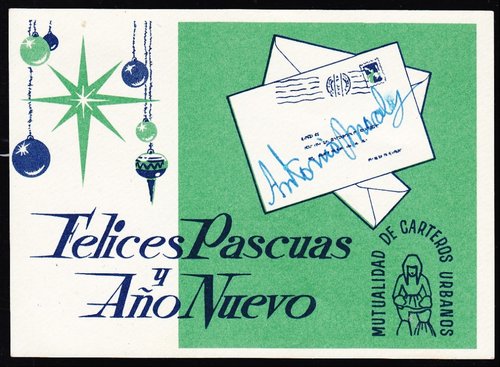 Antonio
Felices Pascuas
y
Año Nuevo
MUTUALIDAD DE CARTEROS URBANOS